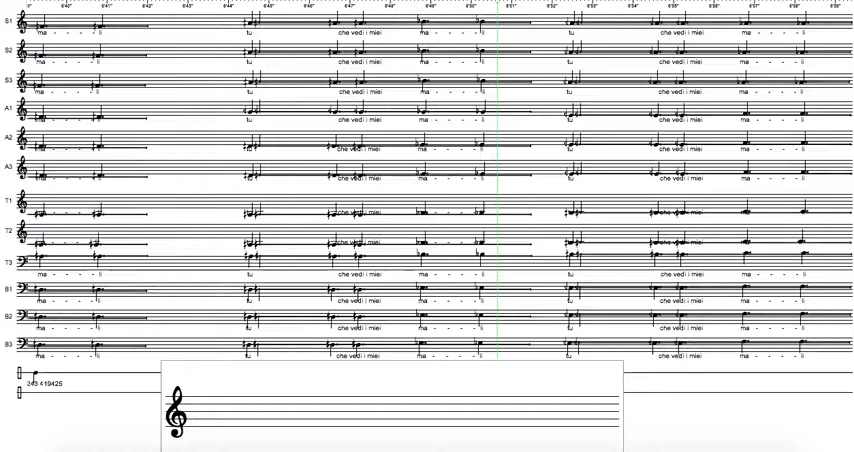 9" 6'40" 6'41" 6'42" 6'43" 6'44" 6'45" 6'46" 6'47" 6'48" 6'49" 6'50" 6'51" 6'52" 6'53" 6'54" 6'55" 6'56" 6'57" 6'58" 6'59"
S1
ma - - - - li tu che vedi i miei ma - - - li tu che vedi i miei ma - - - li
S2
ma - - - - li tu che vedi i miei ma - - - li tu che vedi i miei ma - - - li
S3
ma - - - - li tu che vedi i miei ma - - - li tu che vedi i miei ma - - - li
A1
ma - - - - li tu che vedi i miei ma - - - li tu che vedi i miei ma - - - li
A2
ma - - - - li tu che vedi i miei ma - - - li tu che vedi i miei ma - - - li
A3
ma - - - - li tu che vedi i miei ma - - - li tu che vedi i miei ma - - - li
T1
ma - - - - li tu che vedi i miei ma - - - li tu che vedi i miei ma - - - li
T2
ma - - - - li tu che vedi i miei ma - - - li tu che vedi i miei ma - - - li
T3
ma - - - - li tu che vedi i miei ma - - - li tu che vedi i miei ma - - - li
B1
ma - - - - li tu che vedi i miei ma - - - li tu che vedi i miei ma - - - li
B2
ma - - - - li tu che vedi i miei ma - - - li tu che vedi i miei ma - - - li
B3
ma - - - - li tu che vedi i miei ma - - - li tu che vedi i miei ma - - - li
243 419425